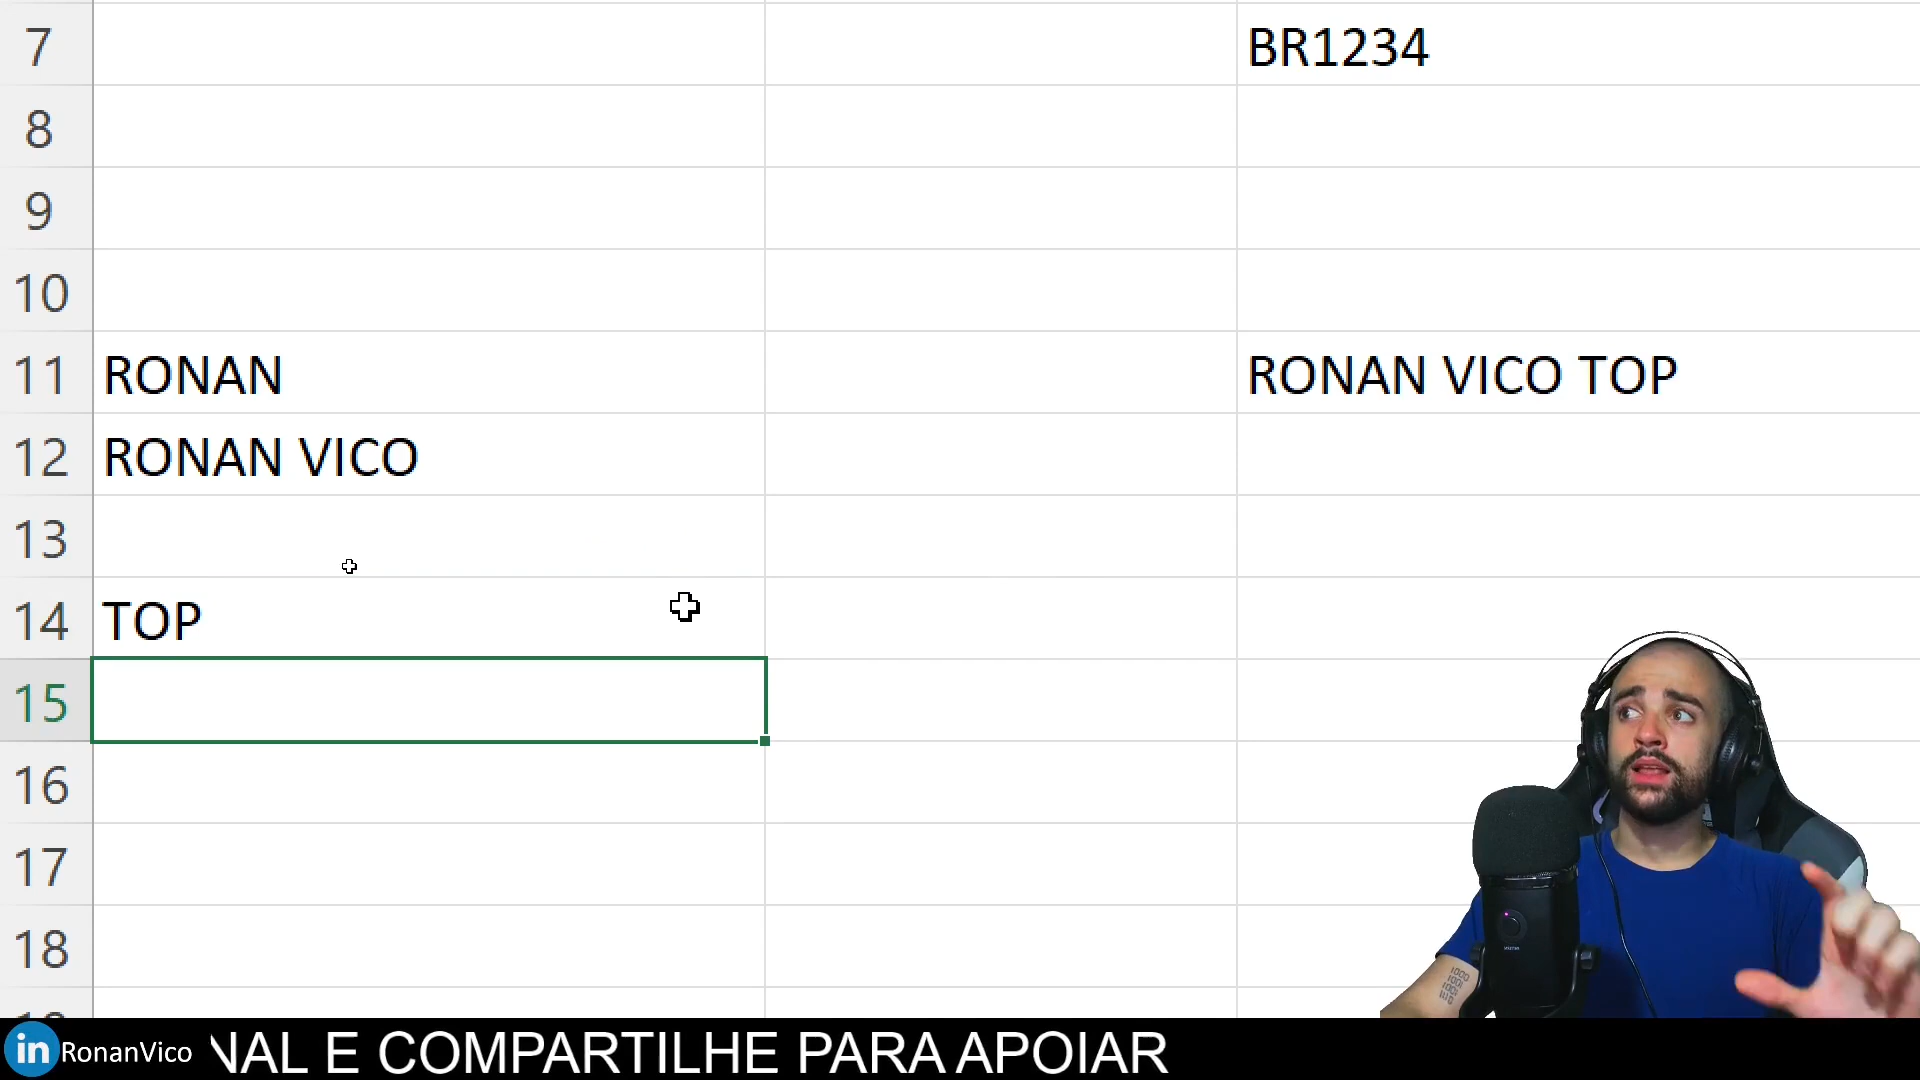 7 BR1234
8
9
10
11 RONAN RONAN VICO TOP
12 RONAN VICO
13
14 TOP
15
16
17
18
in RonanVico NAL E COMPARTILHE PARA APOIAR